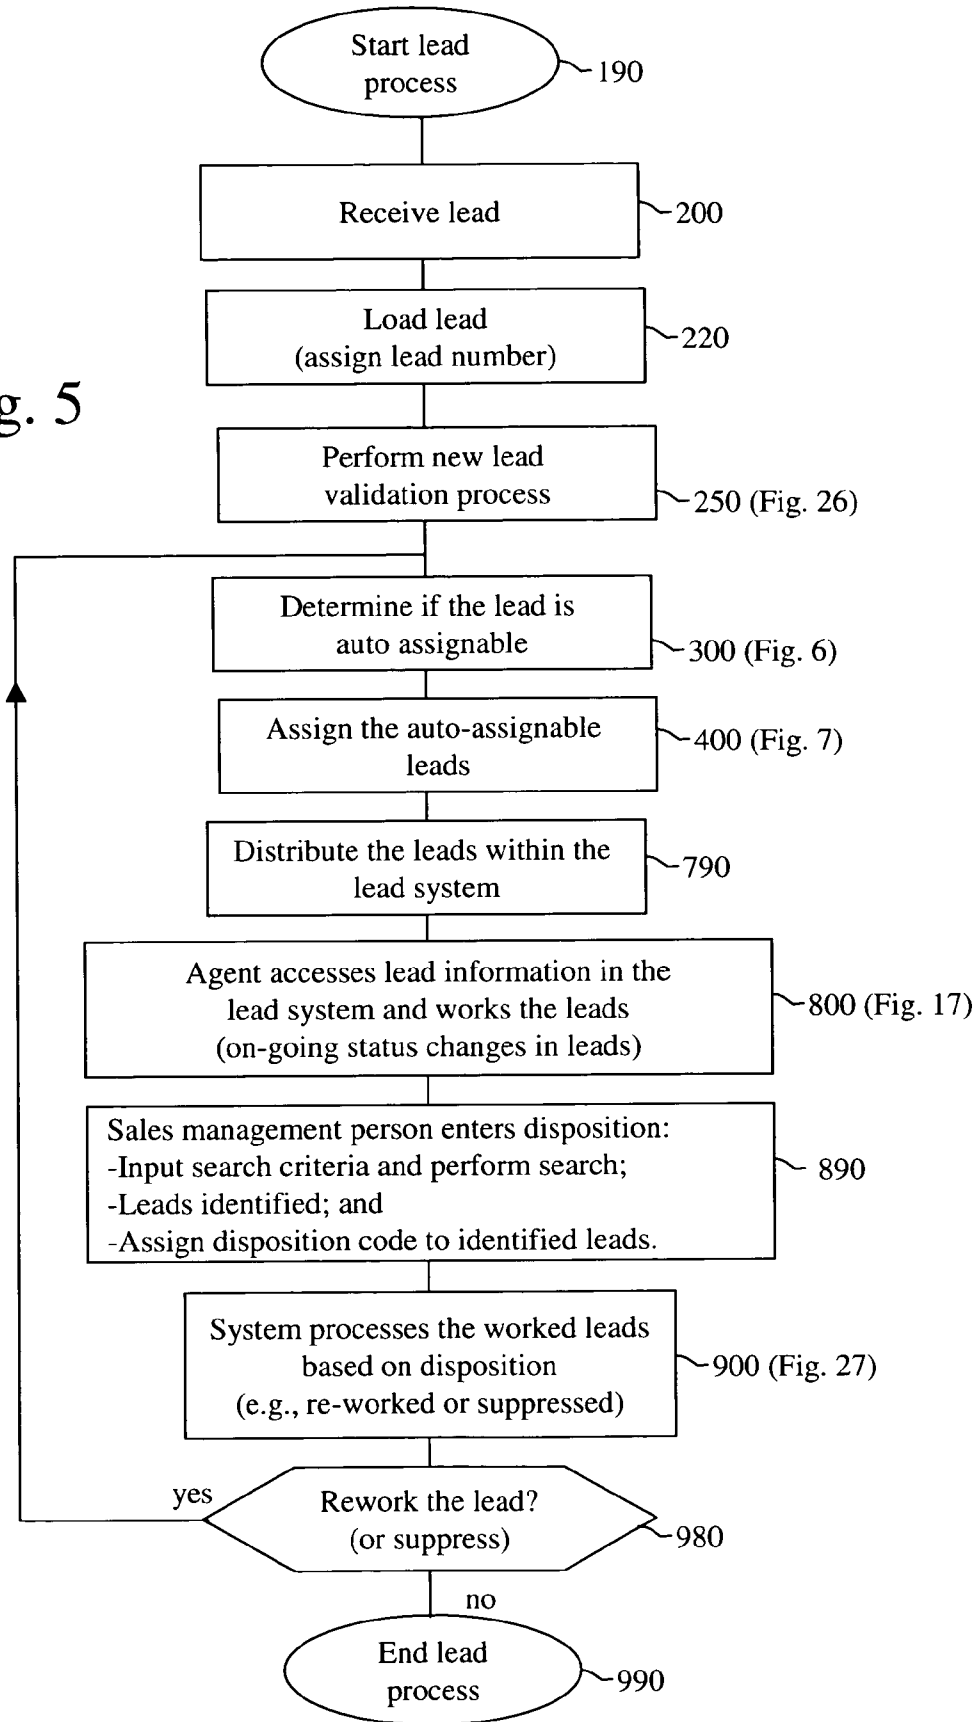 Start lead
process
190
Receive lead
200
Load lead
(assign lead number)
220
g. 5
Perform new lead
validation process
250 (Fig. 26)
Determine if the lead is
auto assignable
300 (Fig. 6)
Assign the auto-assignable
leads
400 (Fig. 7)
Distribute the leads within the
lead system
790
Agent accesses lead information in the
lead system and works the leads
(on-going status changes in leads)
800 (Fig. 17)
Sales management person enters disposition:
-Input search criteria and perform search;
-Leads identified; and
-Assign disposition code to identified leads.
890
System processes the worked leads
based on disposition
(e.g., re-worked or suppressed)
900 (Fig. 27)
yes
Rework the lead?
(or suppress)
980
no
End lead
process
990